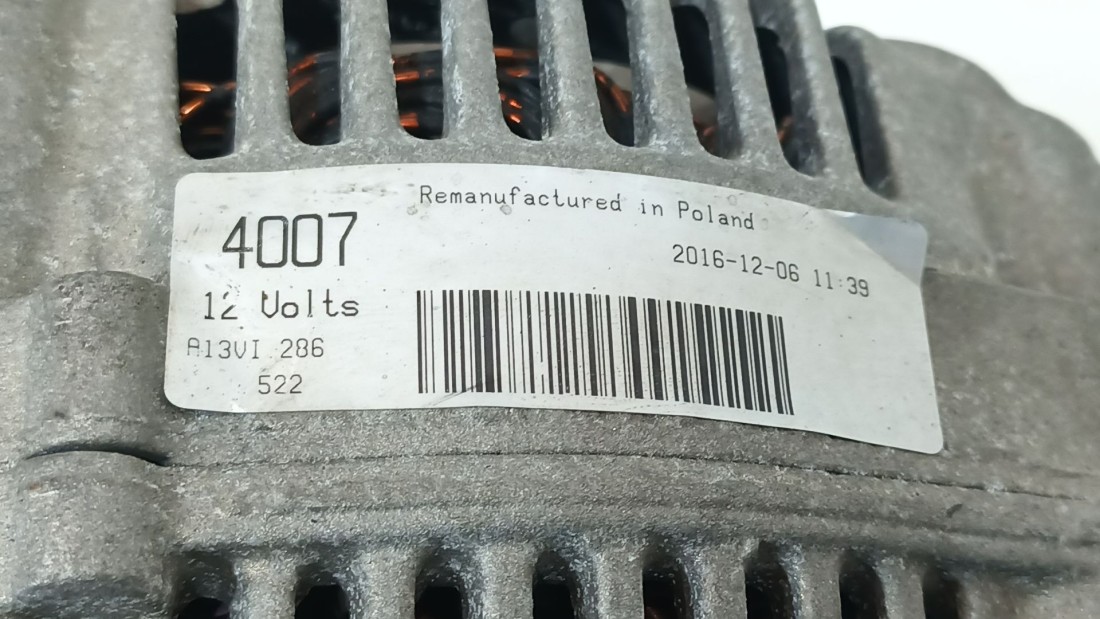 Remanufactured in Poland
4007
2016-12-06 11:39
12 Volts
A13VI 286
522